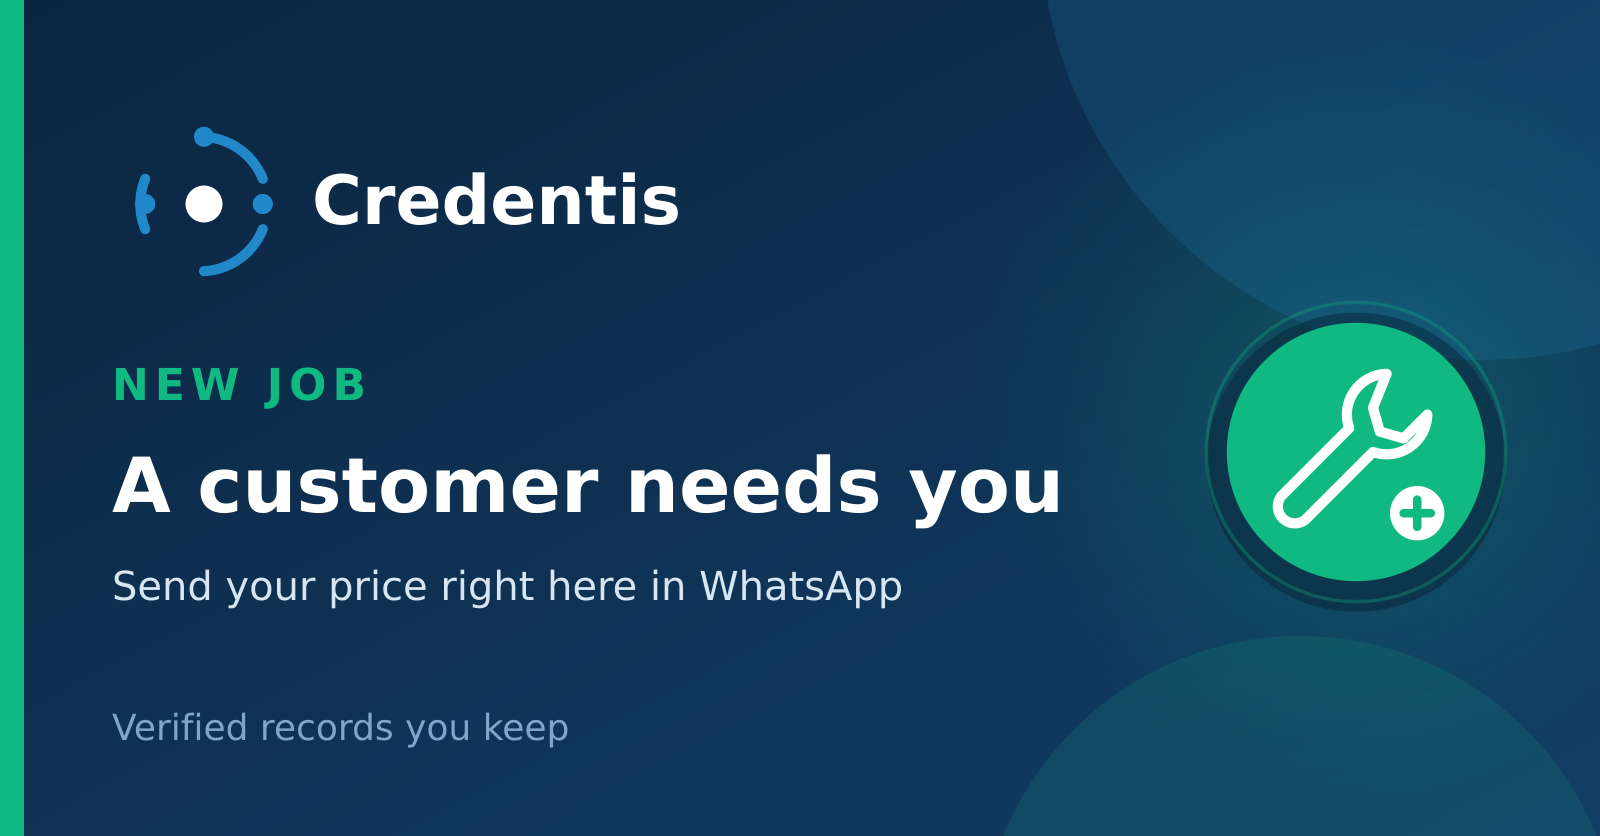 Credentis
NEW JOB
A customer needs you
Send your price right here in WhatsApp
Verified records you keep